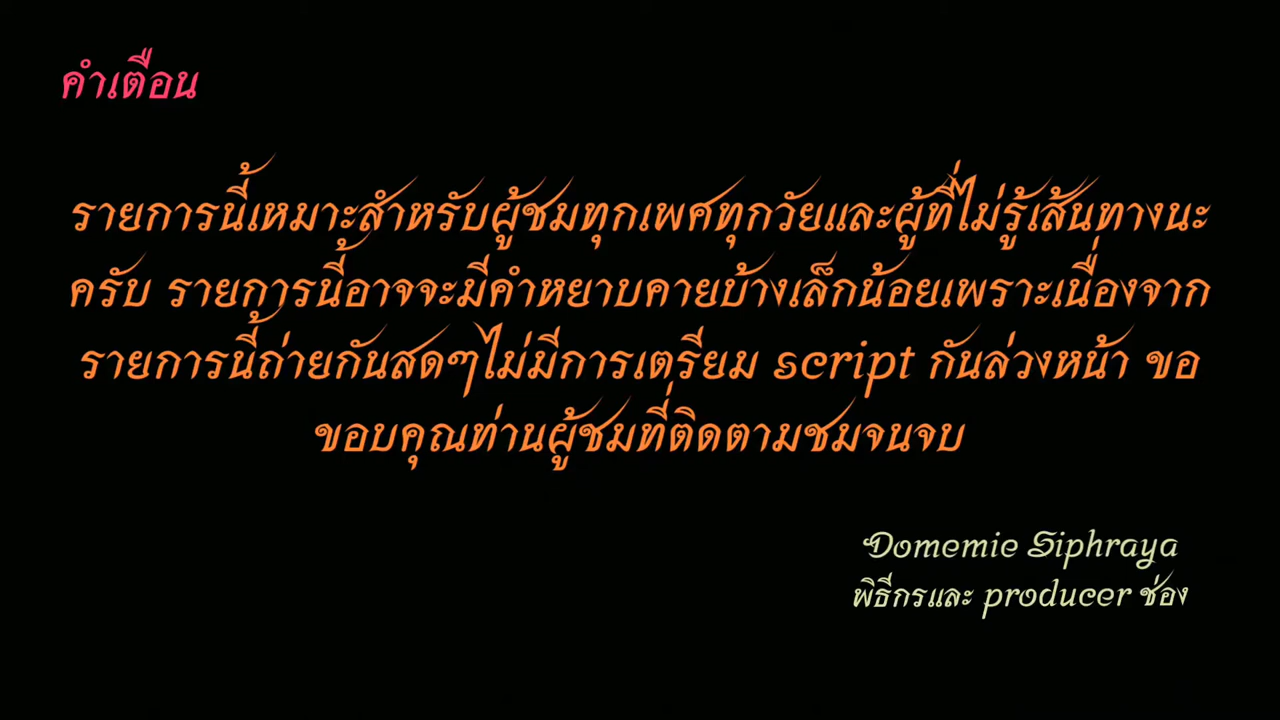 คำเตือน
รายการนี้เหมาะสำหรับผู้ชมทุกเพศทุกวัยและผู้ที่ไม่รู้เส้นทางนะ
ครับ รายการนี้อาจจะมีคำหยาบคายบ้างเล็กน้อยเพราะเนื่องจาก
รายการนี้ถ่ายกันสดๆไม่มีการเตรียม script กันล่วงหน้า ขอ
ขอบคุณท่านผู้ชมที่ติดตามชมจนจบ
Domemie Siphraya
พิธีกรและ producer ช่อง